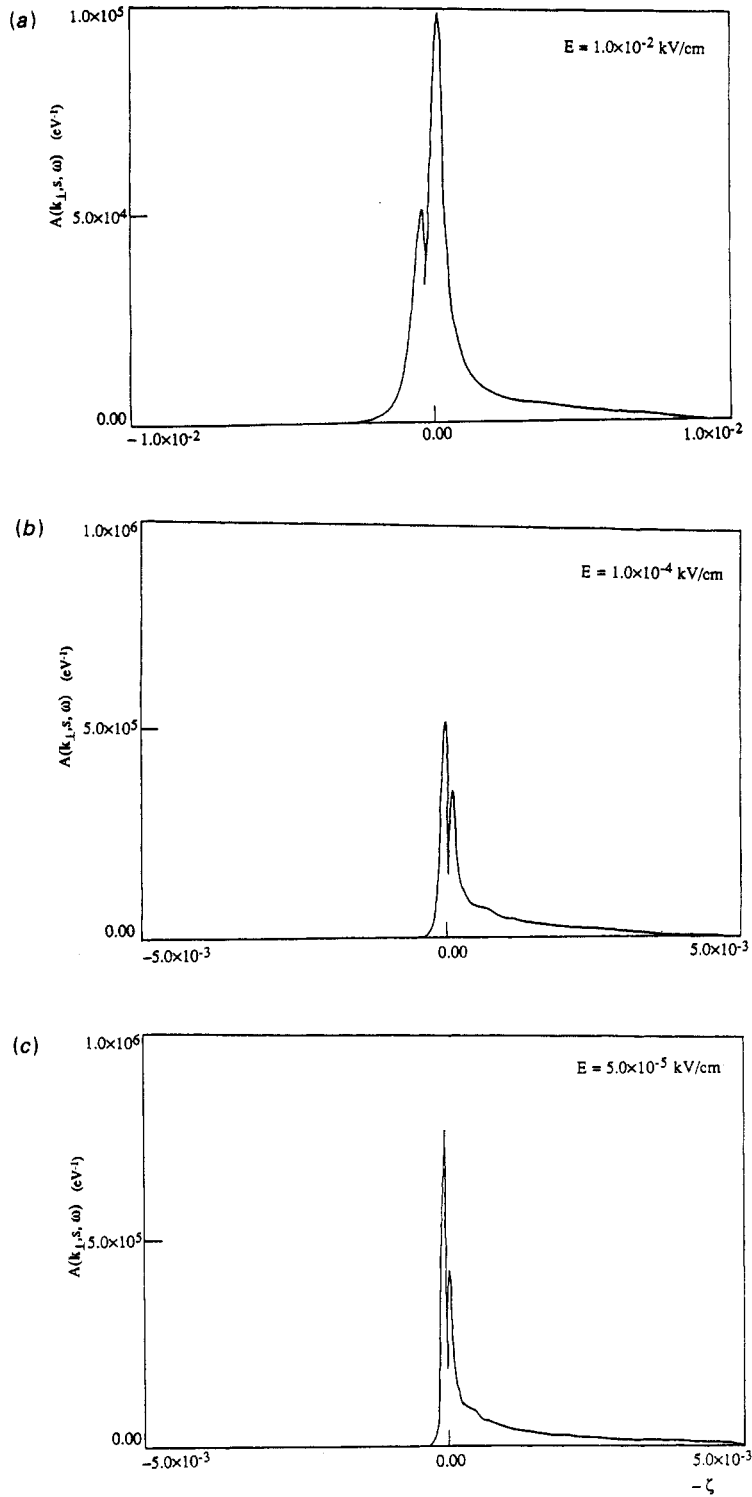 (a)
1.0×10⁵
E = 1.0×10⁻² kV/cm
A(k⊥,s, ω) (eV⁻¹)
5.0×10⁴
0.00
−1.0×10⁻²
0.00
1.0×10⁻²
(b)
1.0×10⁶
E = 1.0×10⁻⁴ kV/cm
A(k⊥,s, ω) (eV⁻¹)
5.0×10⁵
0.00
−5.0×10⁻³
0.00
5.0×10⁻³
(c)
1.0×10⁶
E = 5.0×10⁻⁵ kV/cm
A(k⊥,s, ω) (eV⁻¹)
5.0×10⁵
0.00
−5.0×10⁻³
0.00
5.0×10⁻³
− ζ